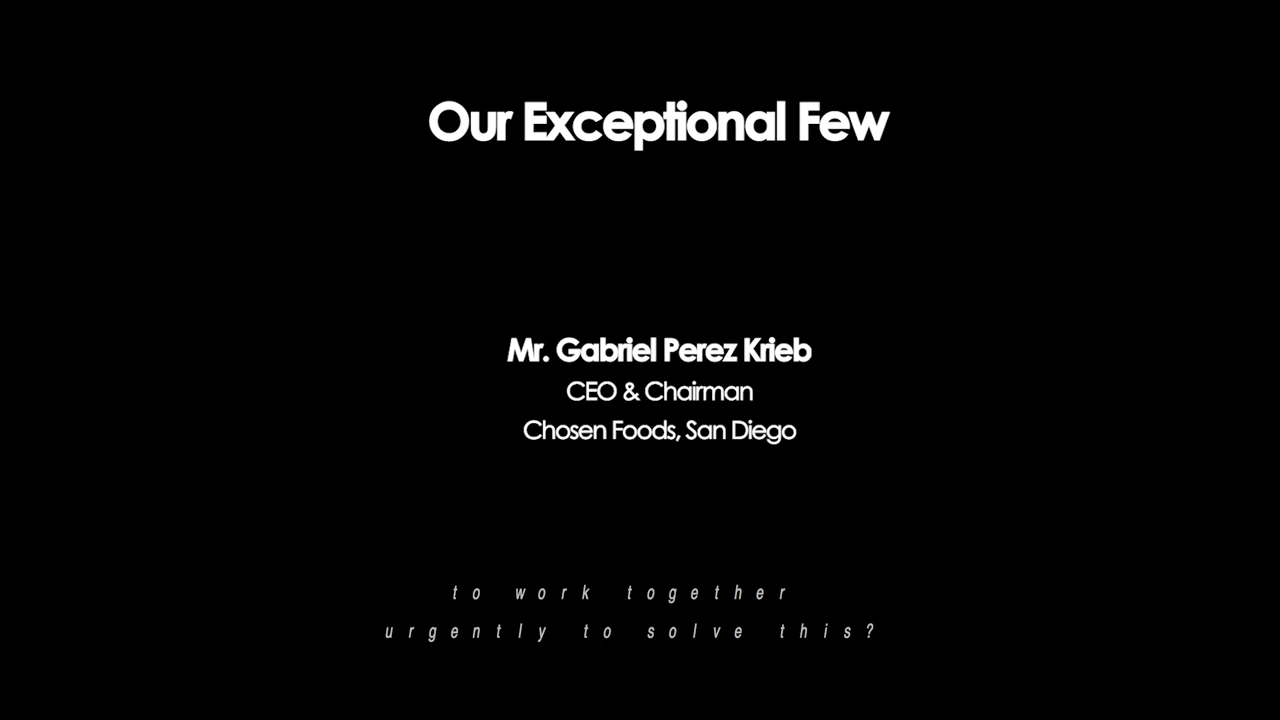 Our Exceptional Few
Mr. Gabriel Perez Krieb
CEO & Chairman
Chosen Foods, San Diego
to work together
urgently to solve this?